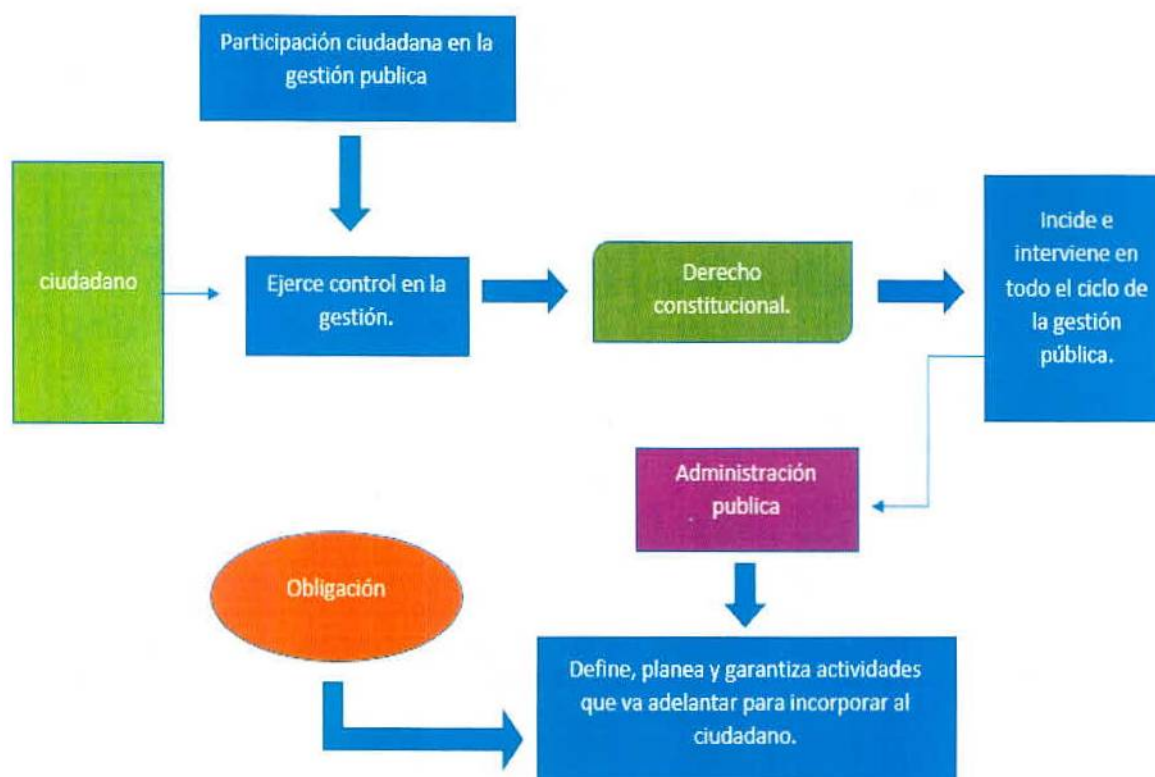 Participación ciudadana en la
gestión publica
ciudadano
Ejerce control en la
gestión.
Derecho
constitucional.
Incide e
interviene en
todo el ciclo de
la gestión
pública.
Administración
publica
Obligación
Define, planea y garantiza actividades
que va adelantar para incorporar al
ciudadano.